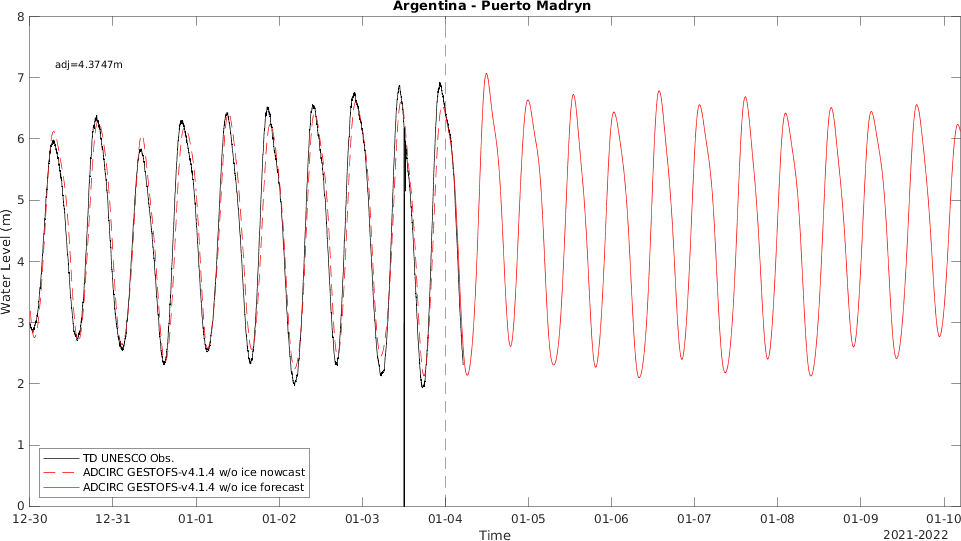 Argentina - Puerto Madryn
adj=4.3747m
Water Level (m)
8
7
6
5
4
3
2
1
0
TD UNESCO Obs.
ADCIRC GESTOFS-v4.1.4 w/o ice nowcast
ADCIRC GESTOFS-v4.1.4 w/o ice forecast
12-30 12-31 01-01 01-02 01-03 01-04 01-05 01-06 01-07 01-08 01-09 01-10
Time
2021-2022